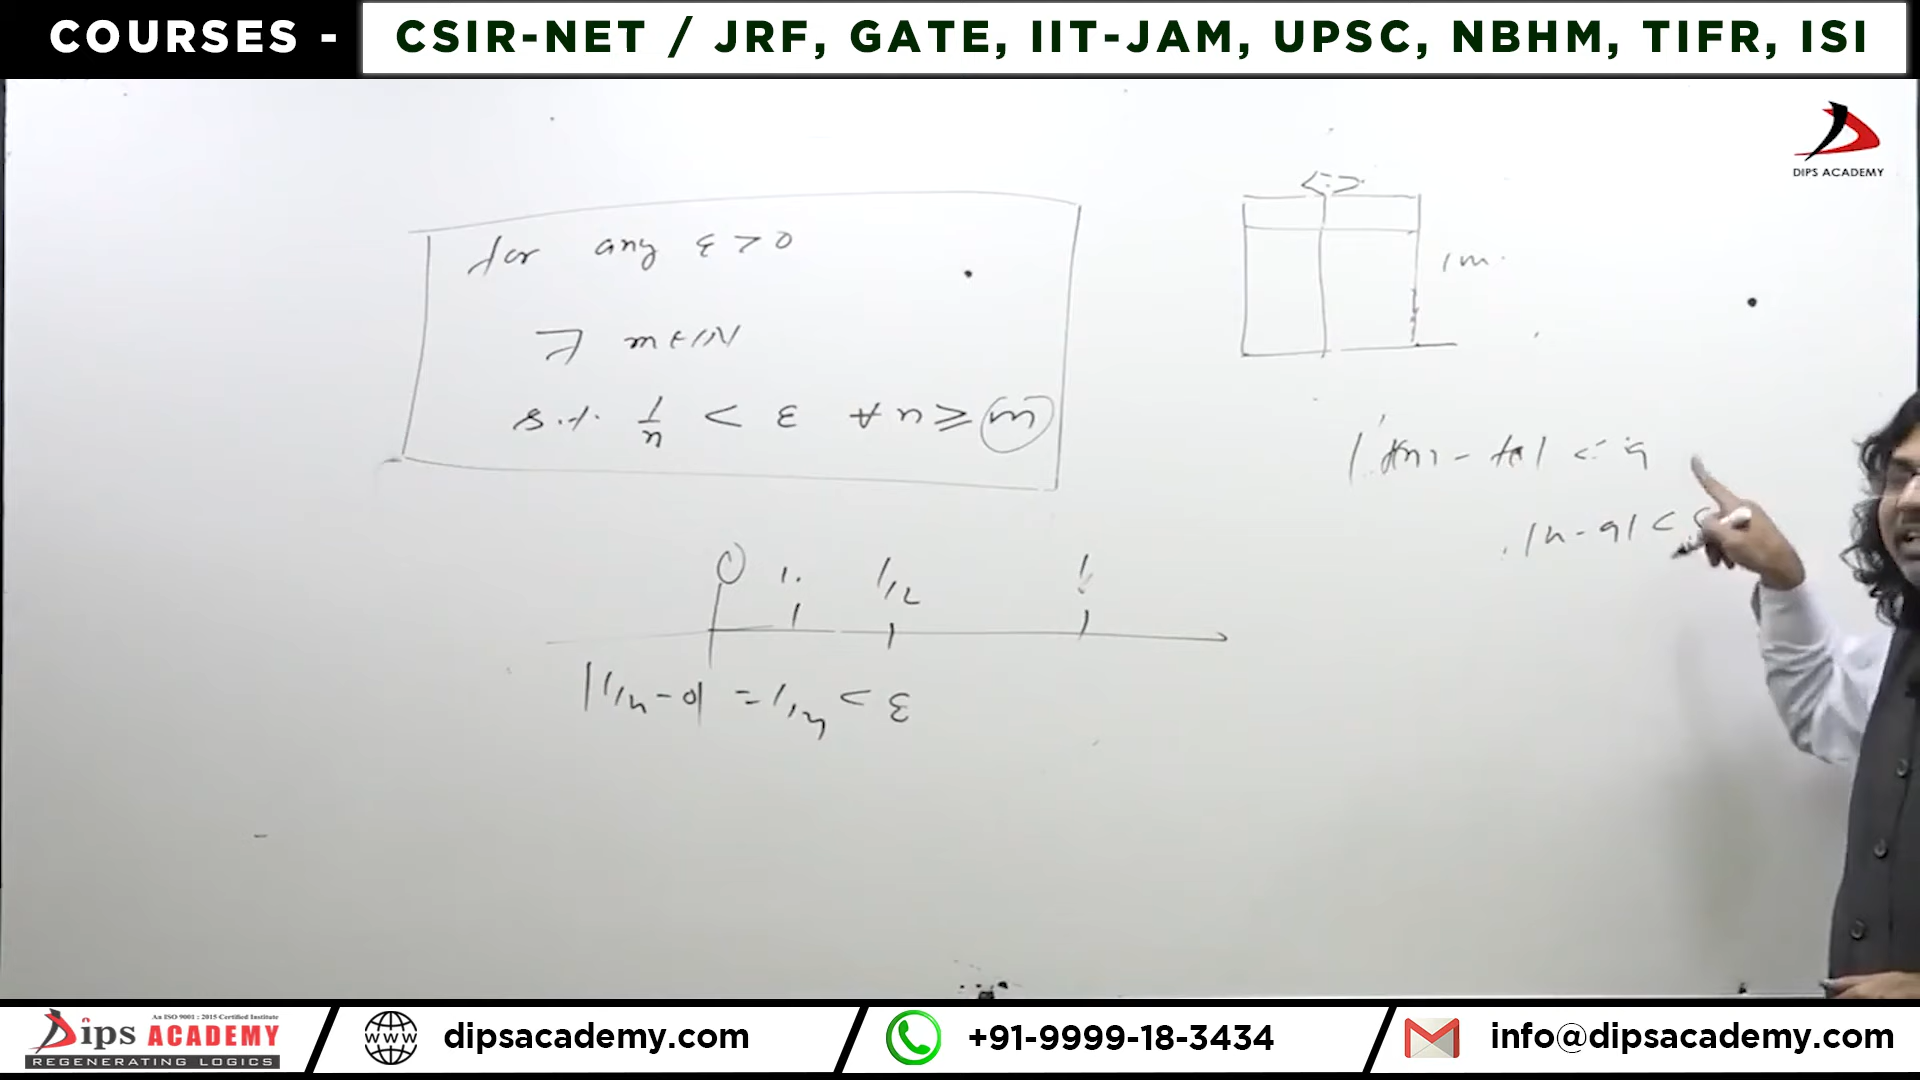 COURSES - CSIR-NET / JRF, GATE, IIT-JAM, UPSC, NBHM, TIFR, ISI
DIPS ACADEMY
for any ε > 0
∃ m ∈ IN
s.t. 1/n < ε ∀ n ≥ m
1m.
|x - a| <
0 1/2 1
|1/n - 0| = 1/n < ε
An ISO 9001 : 2015 Certified Institute
Dips ACADEMY
REGENERATING LOGICS
dipsacademy.com
+91-9999-18-3434
info@dipsacademy.com